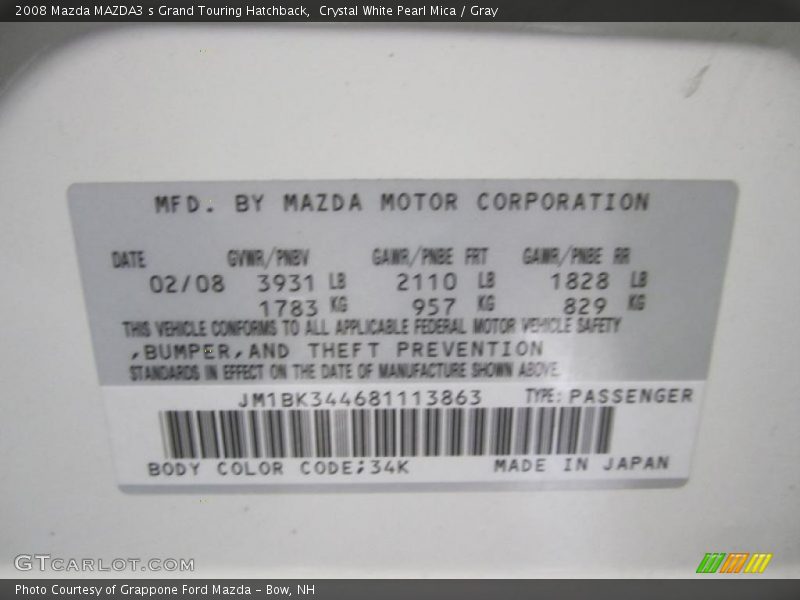 2008 Mazda MAZDA3 s Grand Touring Hatchback,  Crystal White Pearl Mica / Gray
MFD. BY MAZDA MOTOR CORPORATION
DATE GVWR/PNBV GAWR/PNBE FRT GAWR/PNBE RR
02/08 3931 LB 2110 LB 1828 LB
1783 KG 957 KG 829 KG
THIS VEHICLE CONFORMS TO ALL APPLICABLE FEDERAL MOTOR VEHICLE SAFETY
,BUMPER,AND THEFT PREVENTION
STANDARDS IN EFFECT ON THE DATE OF MANUFACTURE SHOWN ABOVE.
JM1BK344681113863 TYPE: PASSENGER
BODY COLOR CODE;34K MADE IN JAPAN
GTCARLOT.COM
Photo Courtesy of Grappone Ford Mazda – Bow, NH